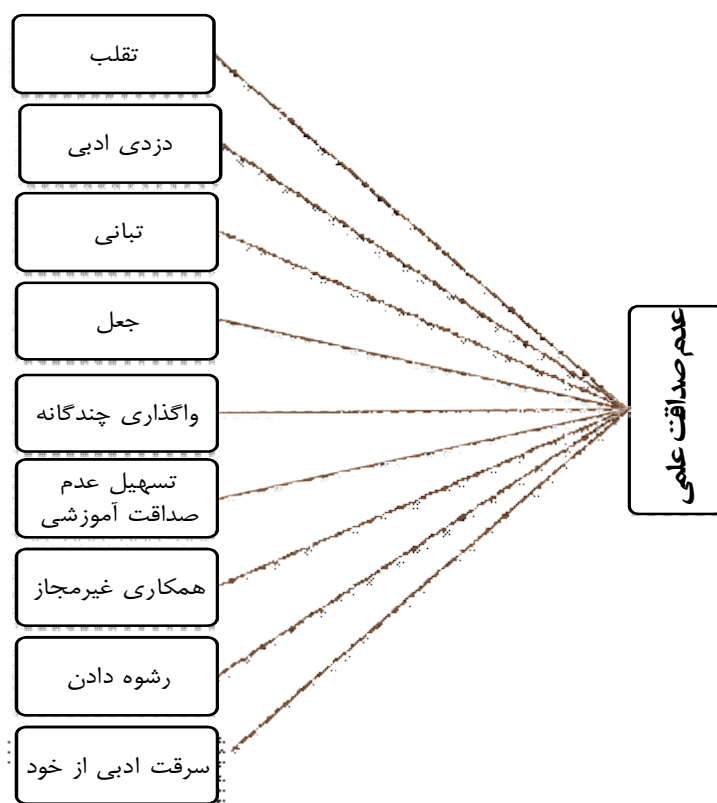 عدم صداقت علمی
تقلب
دزدی ادبی
تبانی
جعل
واگذاری چندگانه
تسهیل عدم
صداقت آموزشی
همکاری غیرمجاز
رشوه دادن
سرقت ادبی از خود